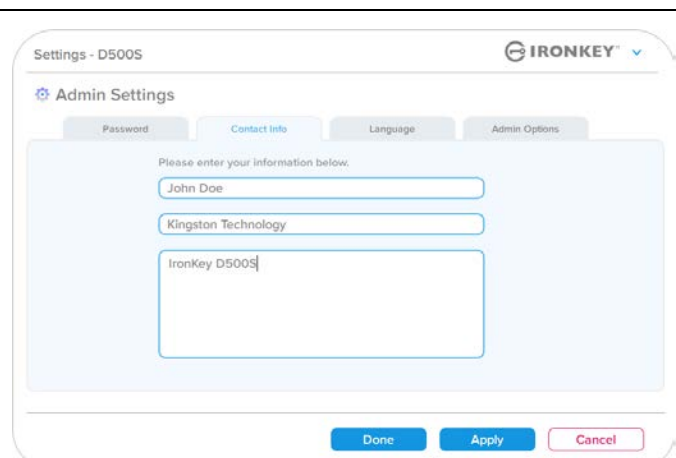 Settings - D500S
IRONKEY
Admin Settings
Password
Contact Info
Language
Admin Options
Please enter your information below.
John Doe
Kingston Technology
IronKey D500S
Done
Apply
Cancel